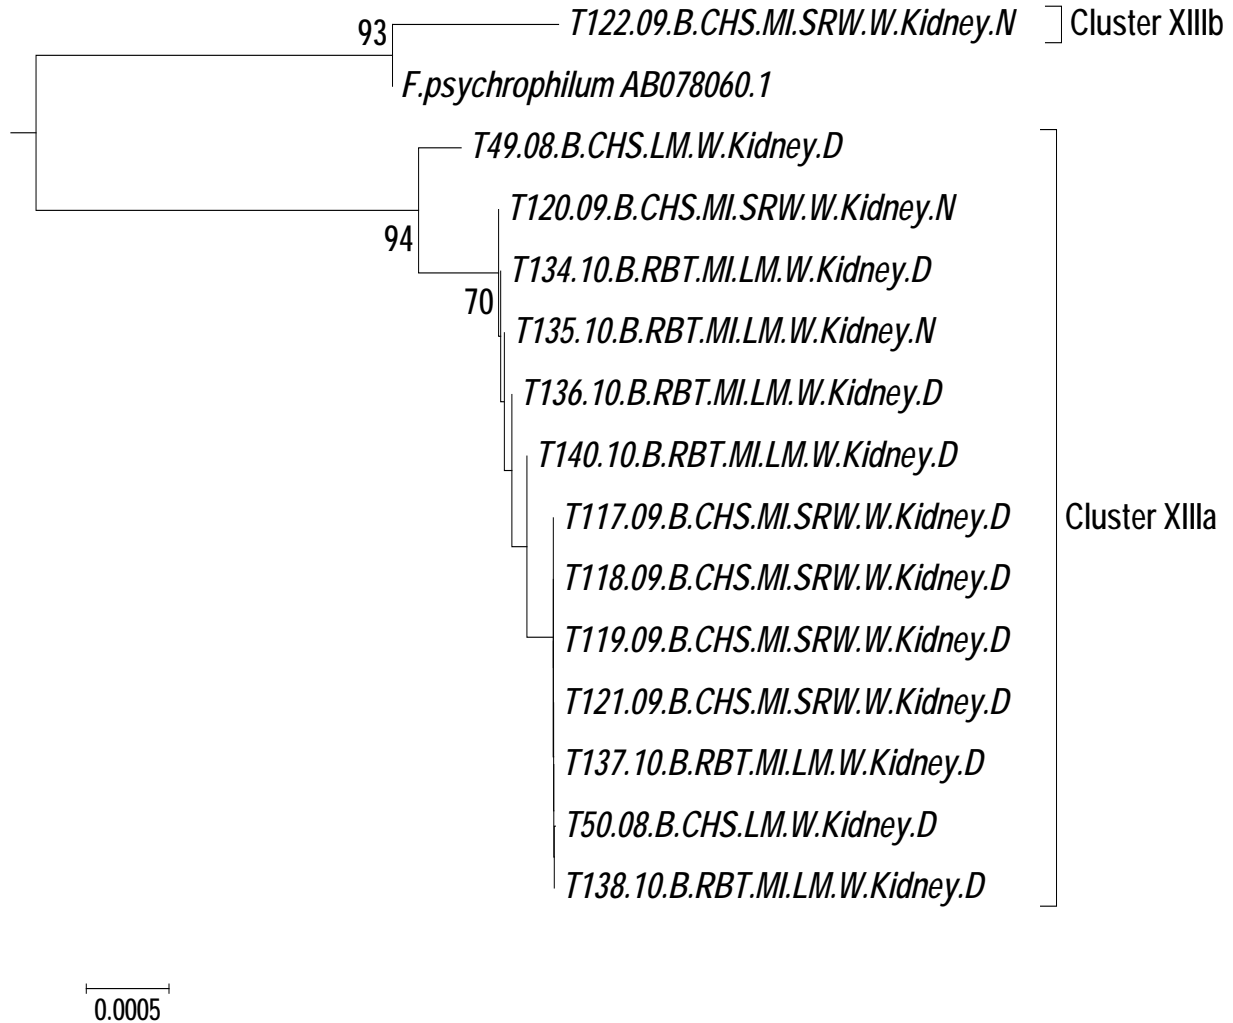 93
T122.09.B.CHS.MI.SRW.W.Kidney.N
Cluster XIIIb
F.psychrophilum AB078060.1
T49.08.B.CHS.LM.W.Kidney.D
T120.09.B.CHS.MI.SRW.W.Kidney.N
94
T134.10.B.RBT.MI.LM.W.Kidney.D
70
T135.10.B.RBT.MI.LM.W.Kidney.N
T136.10.B.RBT.MI.LM.W.Kidney.D
T140.10.B.RBT.MI.LM.W.Kidney.D
T117.09.B.CHS.MI.SRW.W.Kidney.D
Cluster XIIIa
T118.09.B.CHS.MI.SRW.W.Kidney.D
T119.09.B.CHS.MI.SRW.W.Kidney.D
T121.09.B.CHS.MI.SRW.W.Kidney.D
T137.10.B.RBT.MI.LM.W.Kidney.D
T50.08.B.CHS.LM.W.Kidney.D
T138.10.B.RBT.MI.LM.W.Kidney.D
0.0005